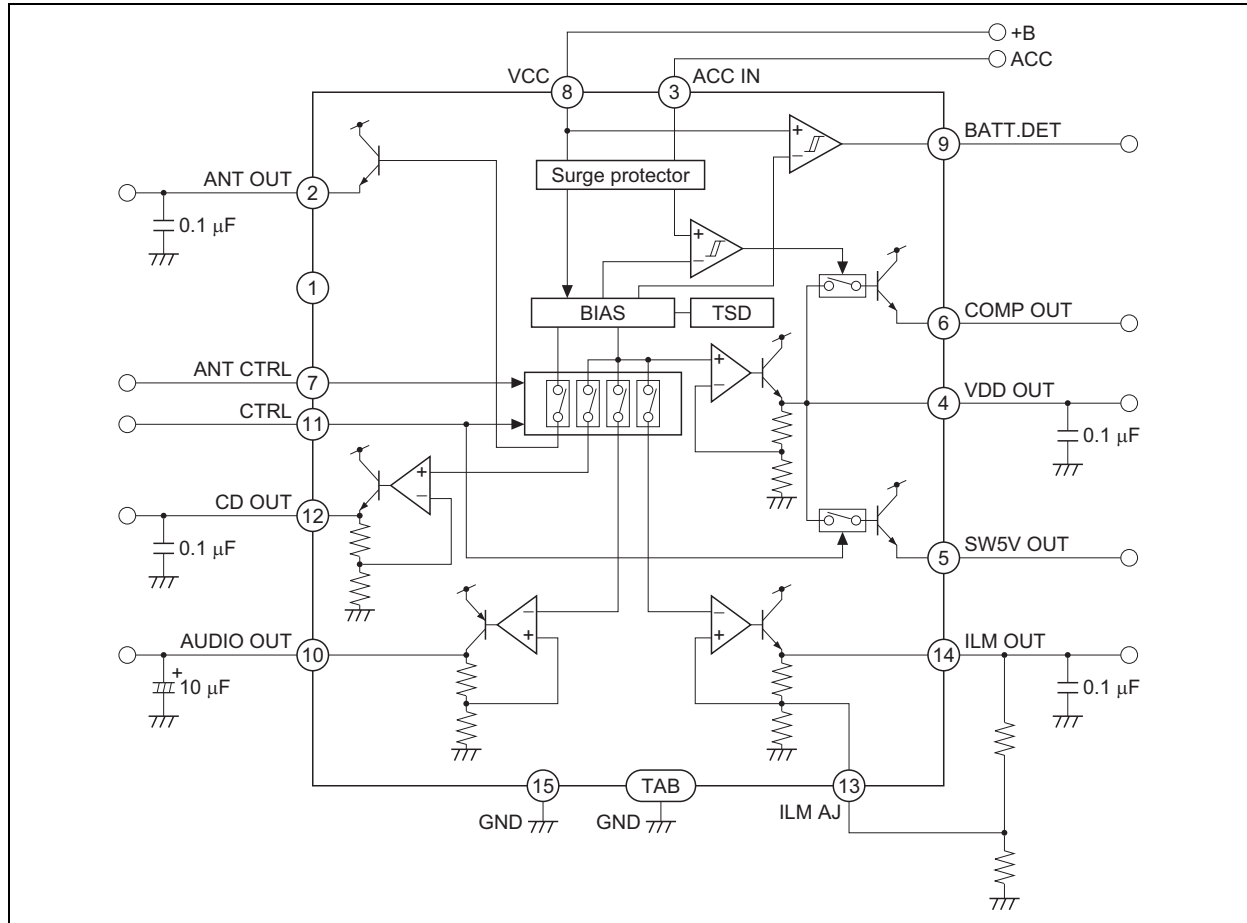 +B
ACC
VCC
ACC IN
8
3
+
−
9
BATT.DET
ANT OUT
2
0.1 μF
Surge protector
+
−
1
BIAS
TSD
6
COMP OUT
ANT CTRL
7
+
−
4
VDD OUT
0.1 μF
CTRL
11
+
−
CD OUT
12
0.1 μF
5
SW5V OUT
AUDIO OUT
10
+
10 μF
−
+
−
+
14
ILM OUT
0.1 μF
15
TAB
13
GND
GND
ILM AJ